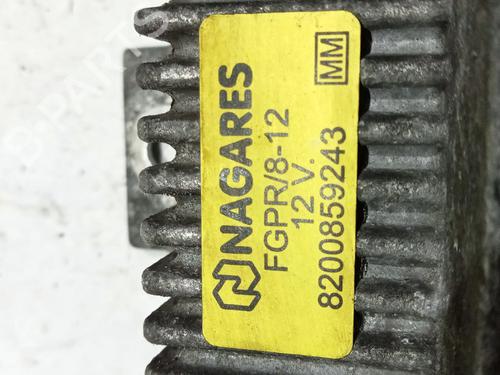 NAGARES
FGPR/8-12
12 V.
8200859243
MM